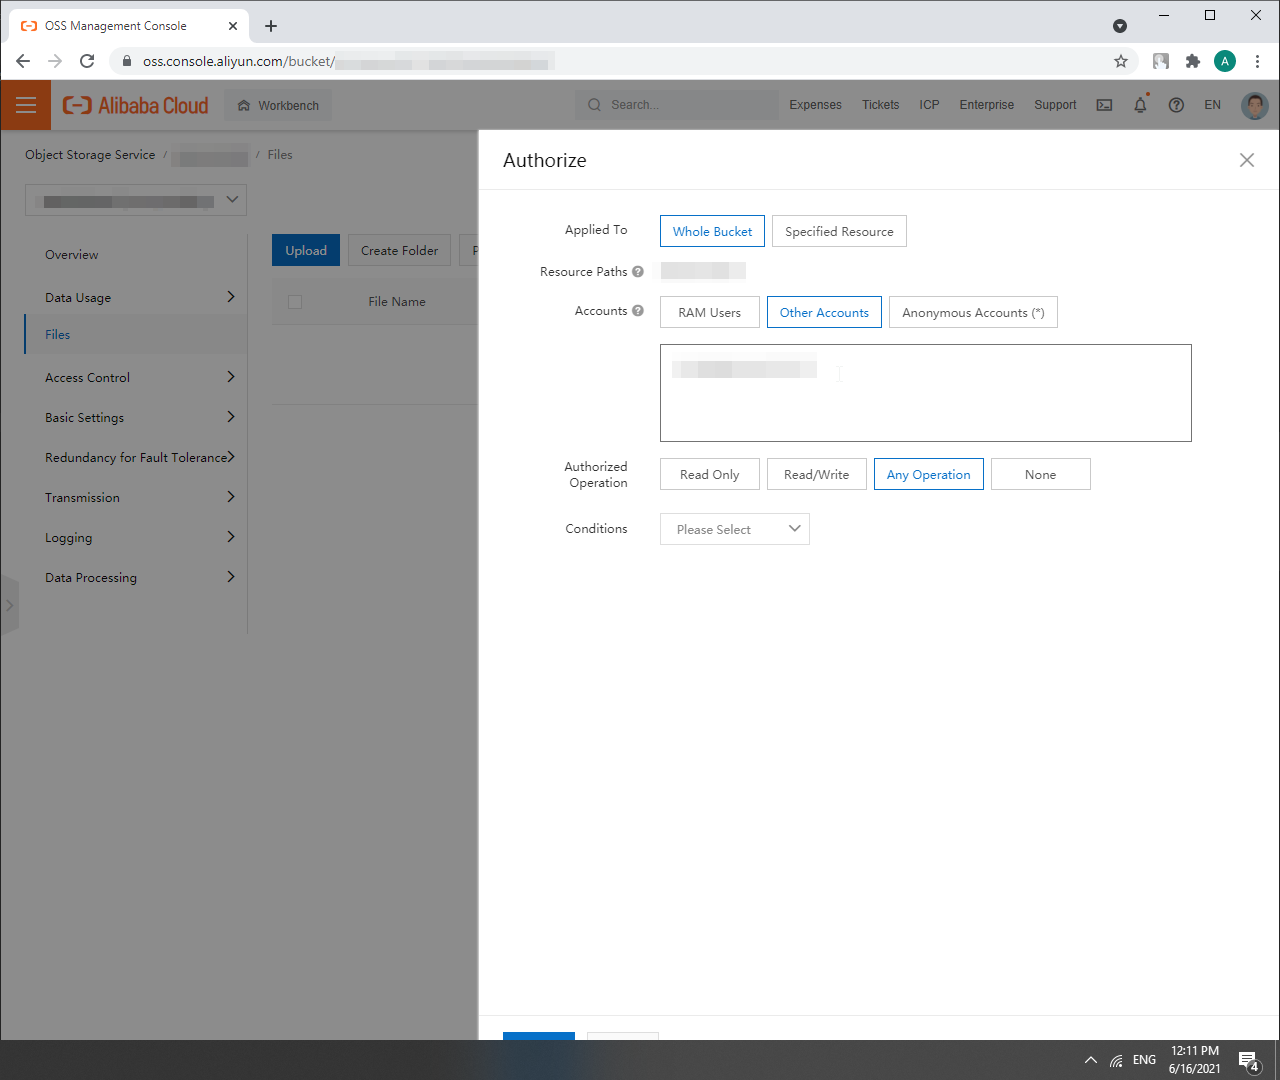 OSS Management Console
oss.console.aliyun.com/bucket/
A
Alibaba Cloud
Workbench
Search...
Expenses
Tickets
ICP
Enterprise
Support
EN
Object Storage Service / / Files
Authorize
Overview
Data Usage
Files
Access Control
Basic Settings
Redundancy for Fault Tolerance
Transmission
Logging
Data Processing
Upload
Create Folder
P
File Name
Applied To
Whole Bucket
Specified Resource
Resource Paths
Accounts
RAM Users
Other Accounts
Anonymous Accounts (*)
Authorized
Operation
Read Only
Read/Write
Any Operation
None
Conditions
Please Select
ENG
12:11 PM
6/16/2021
4